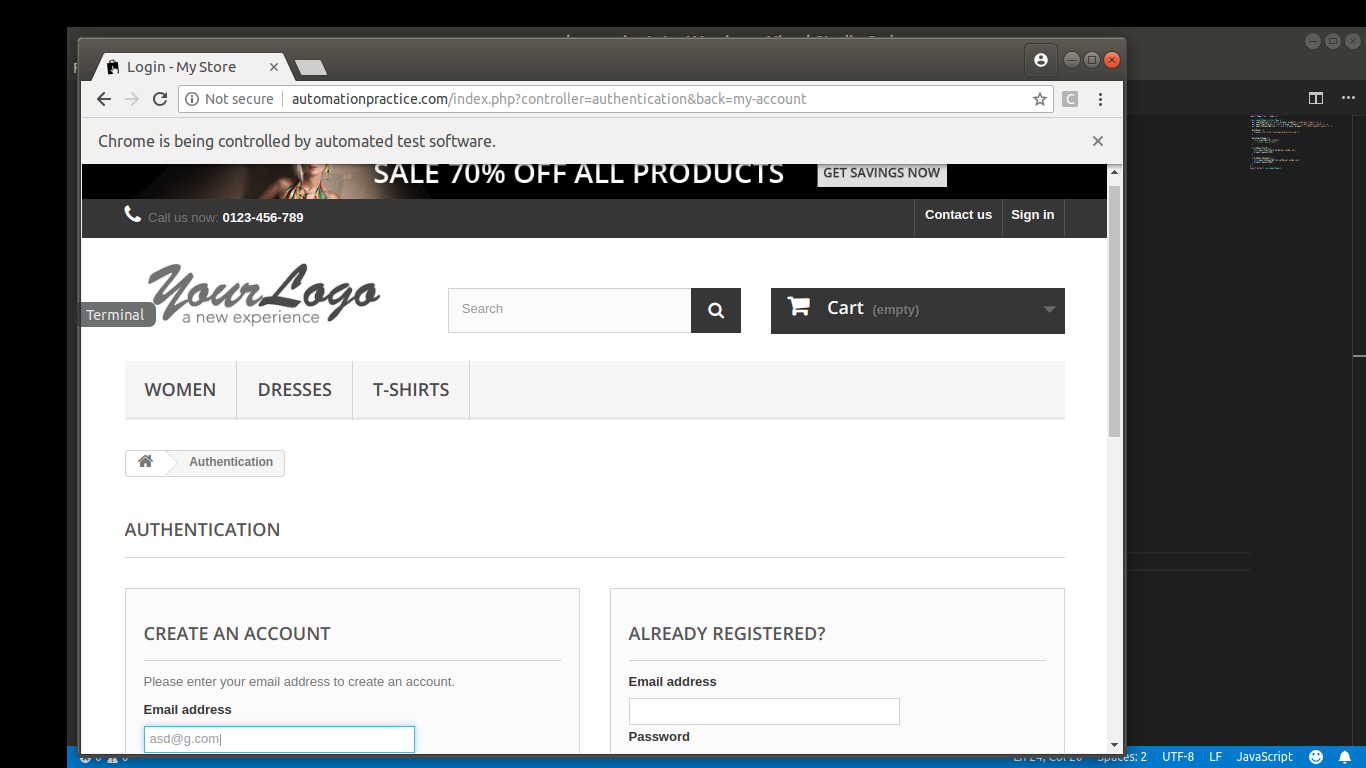 Login - My Store
Not secure automationpractice.com/index.php?controller=authentication&back=my-account
C
Chrome is being controlled by automated test software.
SALE 70% OFF ALL PRODUCTS GET SAVINGS NOW
Call us now: 0123-456-789 Contact us Sign in
YourLogo
a new experience
Search
Cart (empty)
Terminal
WOMEN DRESSES T-SHIRTS
Authentication
AUTHENTICATION
CREATE AN ACCOUNT
Please enter your email address to create an account.
Email address
asd@g.com
ALREADY REGISTERED?
Email address
Password
UTF-8 LF JavaScript